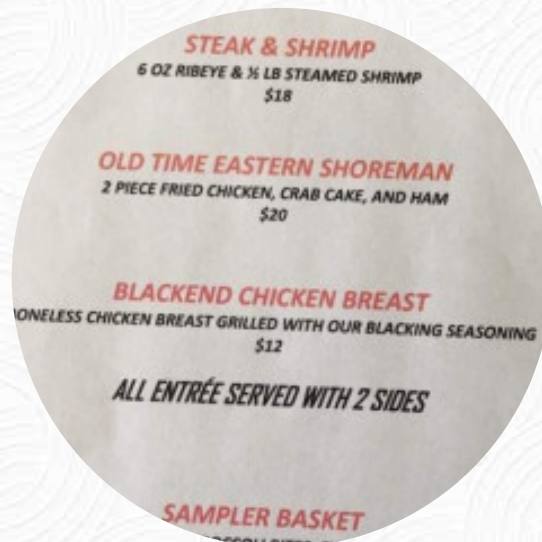 STEAK & SHRIMP
6 OZ RIBEYE & ½ LB STEAMED SHRIMP
$18
OLD TIME EASTERN SHOREMAN
2 PIECE FRIED CHICKEN, CRAB CAKE, AND HAM
$20
BLACKEND CHICKEN BREAST
ONELESS CHICKEN BREAST GRILLED WITH OUR BLACKING SEASONING
$12
ALL ENTRÉE SERVED WITH 2 SIDES
SAMPLER BASKET